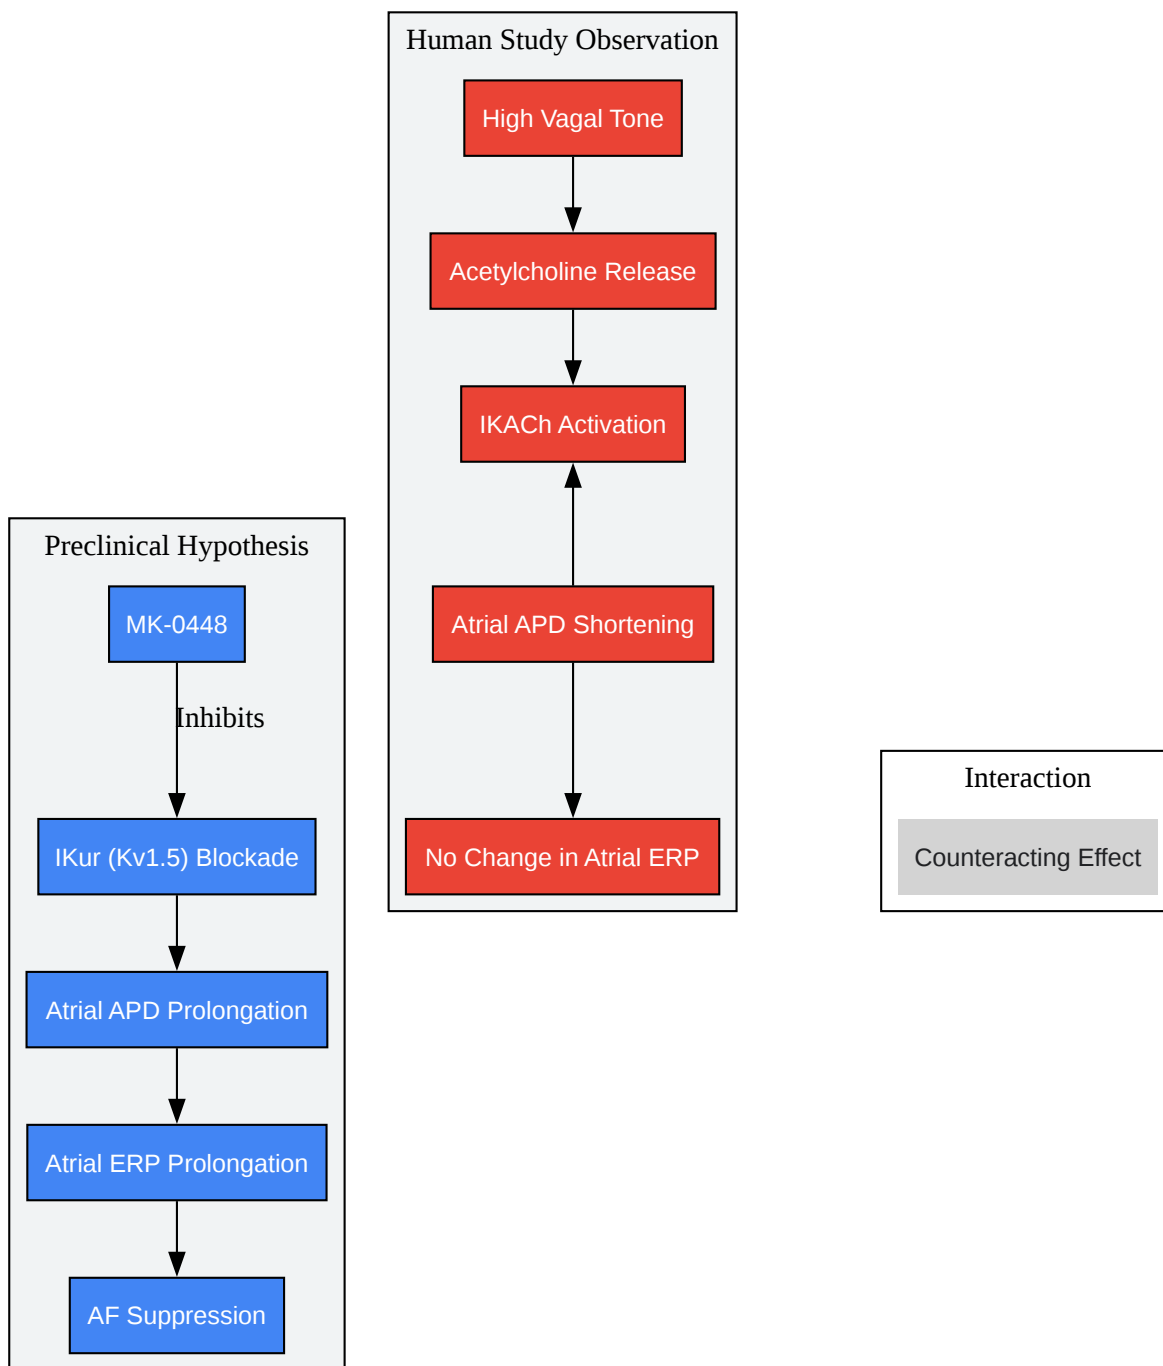 Human Study Observation
High Vagal Tone
Acetylcholine Release
IKACh Activation
Atrial APD Shortening
No Change in Atrial ERP
Preclinical Hypothesis
MK-0448
Inhibits
IKur (Kv1.5) Blockade
Atrial APD Prolongation
Atrial ERP Prolongation
AF Suppression
Interaction
Counteracting Effect